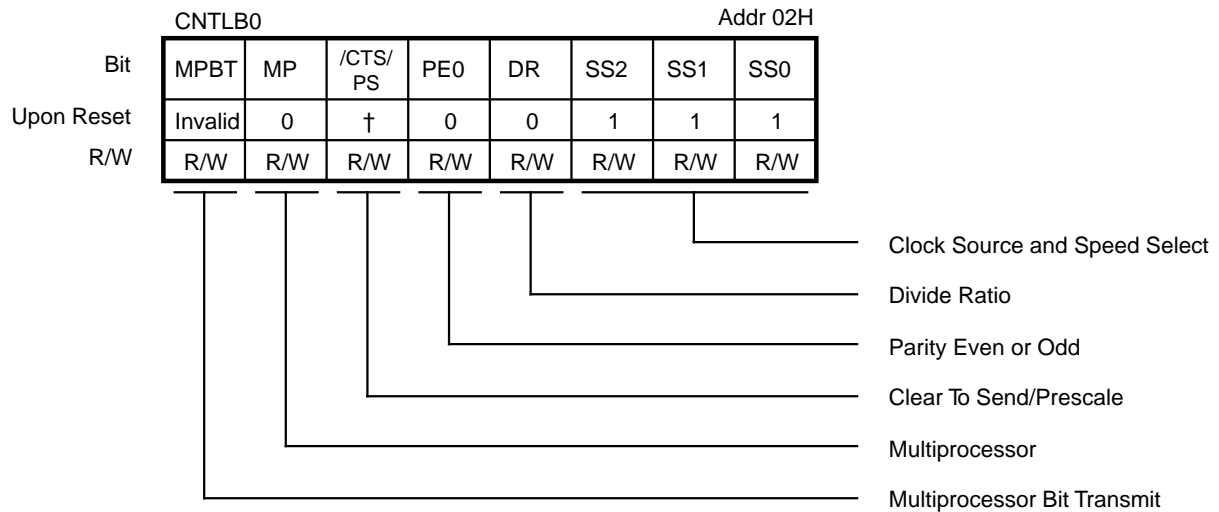 CNTLB0 Addr 02H
Bit MPBT MP /CTS/ PS PE0 DR SS2 SS1 SS0
Upon Reset Invalid 0 † 0 0 1 1 1
R/W R/W R/W R/W R/W R/W R/W R/W R/W
Clock Source and Speed Select
Divide Ratio
Parity Even or Odd
Clear To Send/Prescale
Multiprocessor
Multiprocessor Bit Transmit